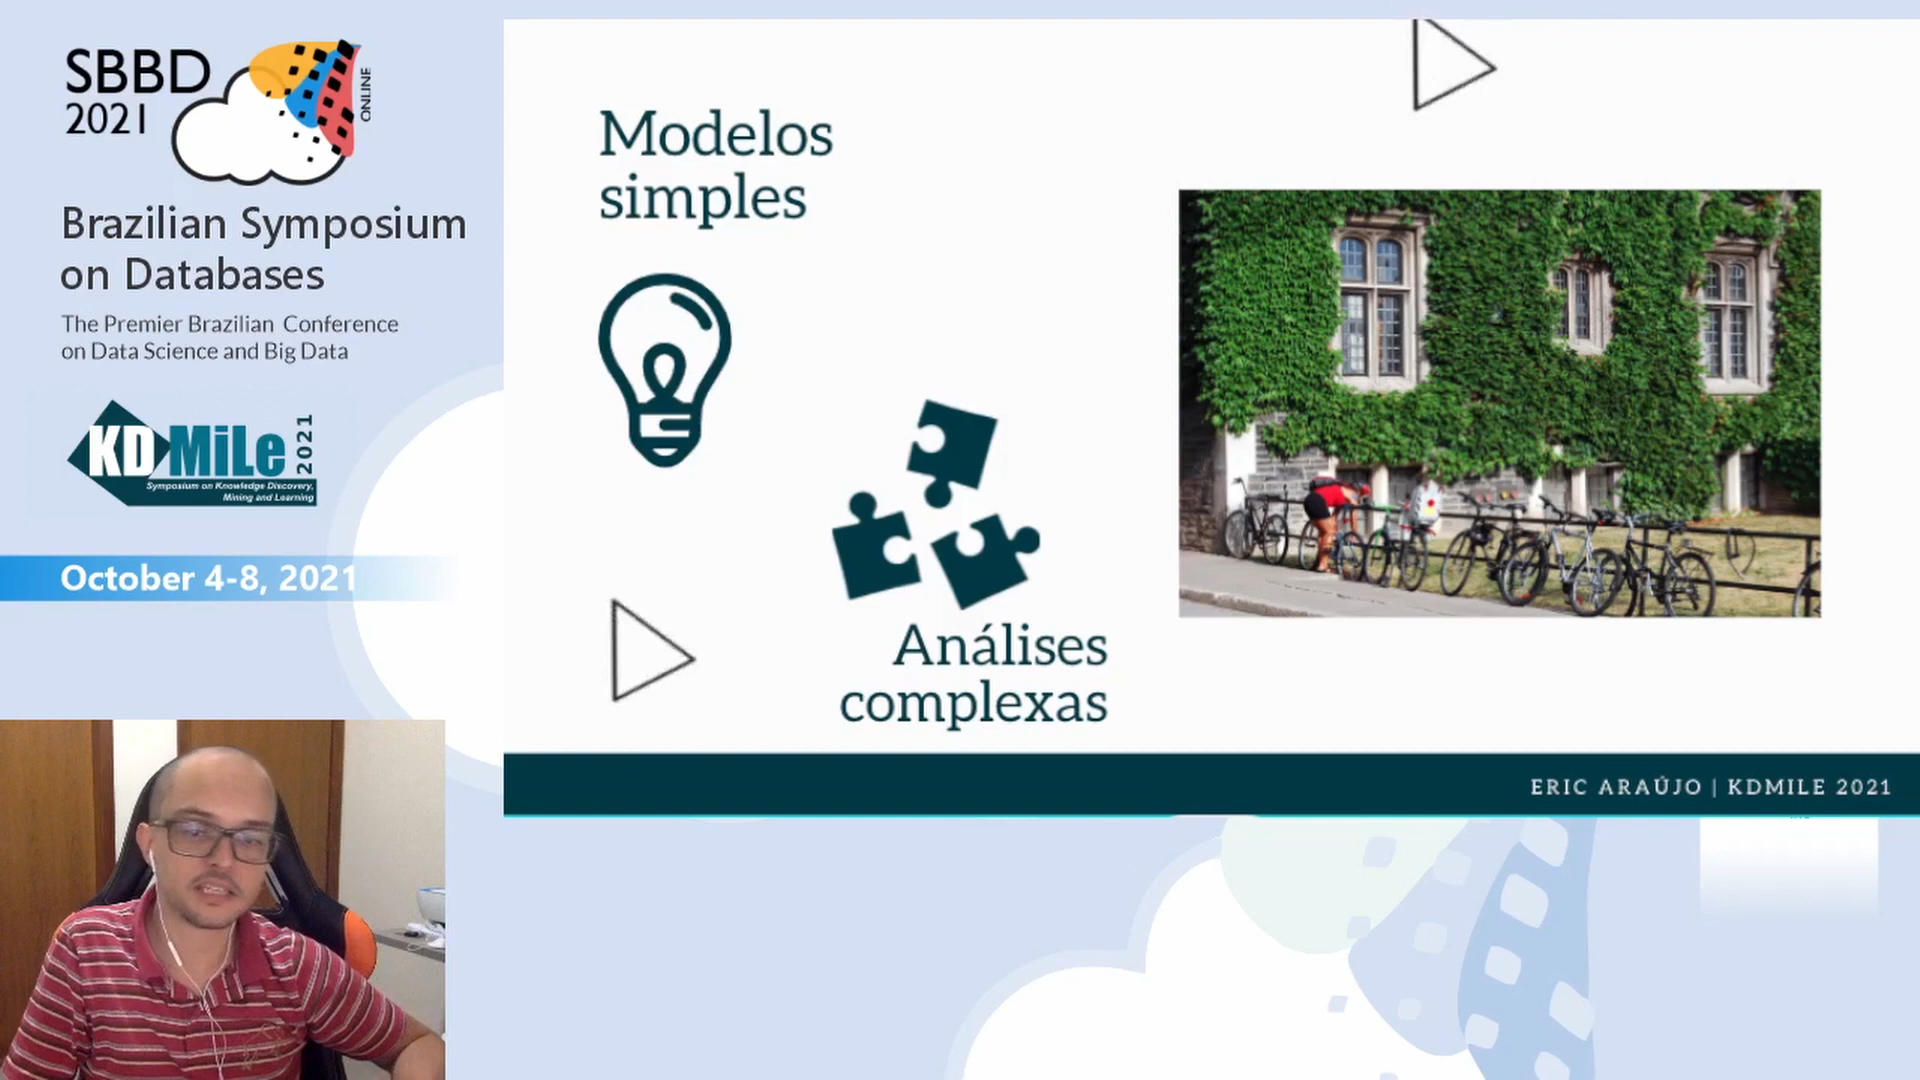 SBBD
2021
ONLINE
Brazilian Symposium
on Databases
The Premier Brazilian Conference
on Data Science and Big Data
KDMiLe
2021
Symposium on Knowledge Discovery,
Mining and Learning
October 4-8, 2021
Modelos
simples
Análises
complexas
ERIC ARAÚJO | KDMILE 2021